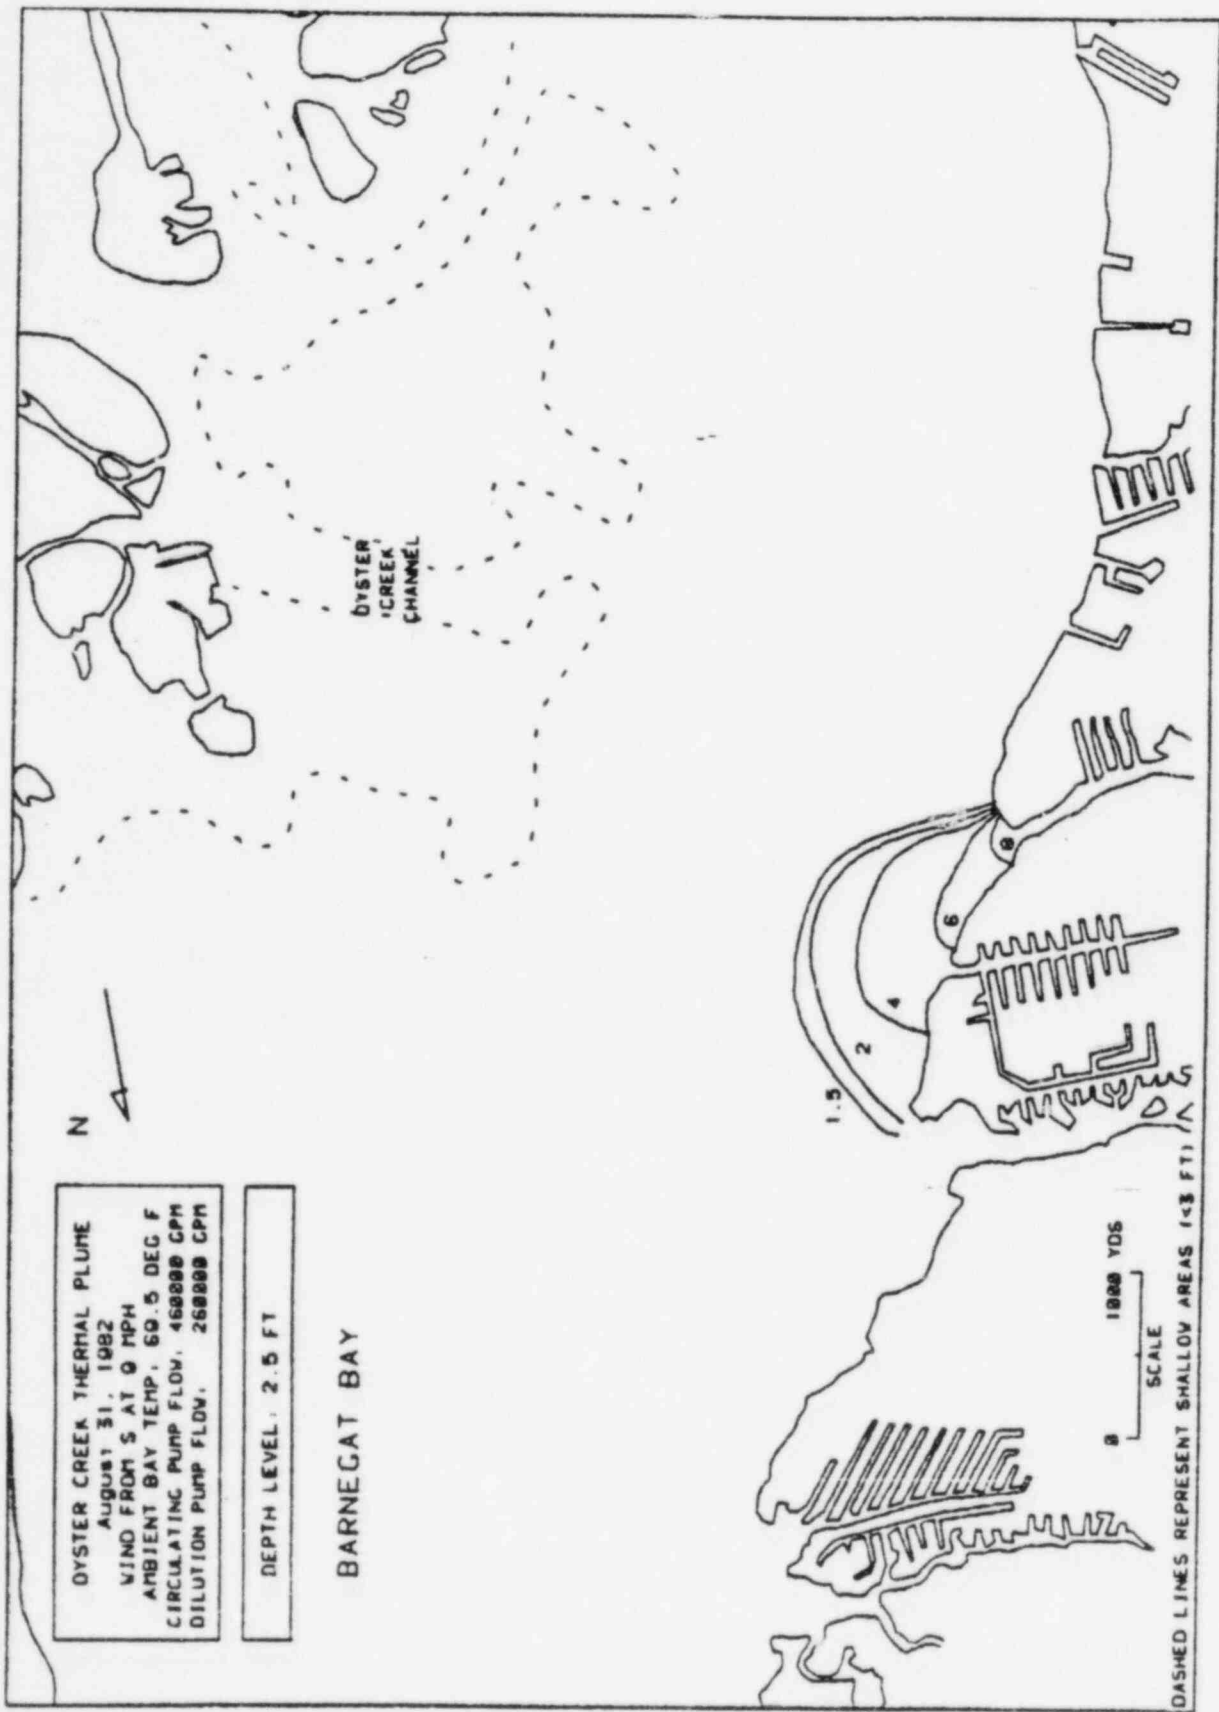 OYSTER CREEK THERMAL PLUME
August 31, 1982
WIND FROM S AT 9 MPH
AMBIENT BAY TEMP, 69.5 DEG F
CIRCULATING PUMP FLOW, 460000 GPM
DILUTION PUMP FLOW, 260000 GPM
N
DEPTH LEVEL: 2.5 FT
BARNEGAT BAY
OYSTER
CREEK
CHANNEL
1.5
2
4
6
8
0 1000 YDS
SCALE
DASHED LINES REPRESENT SHALLOW AREAS (<3 FT)